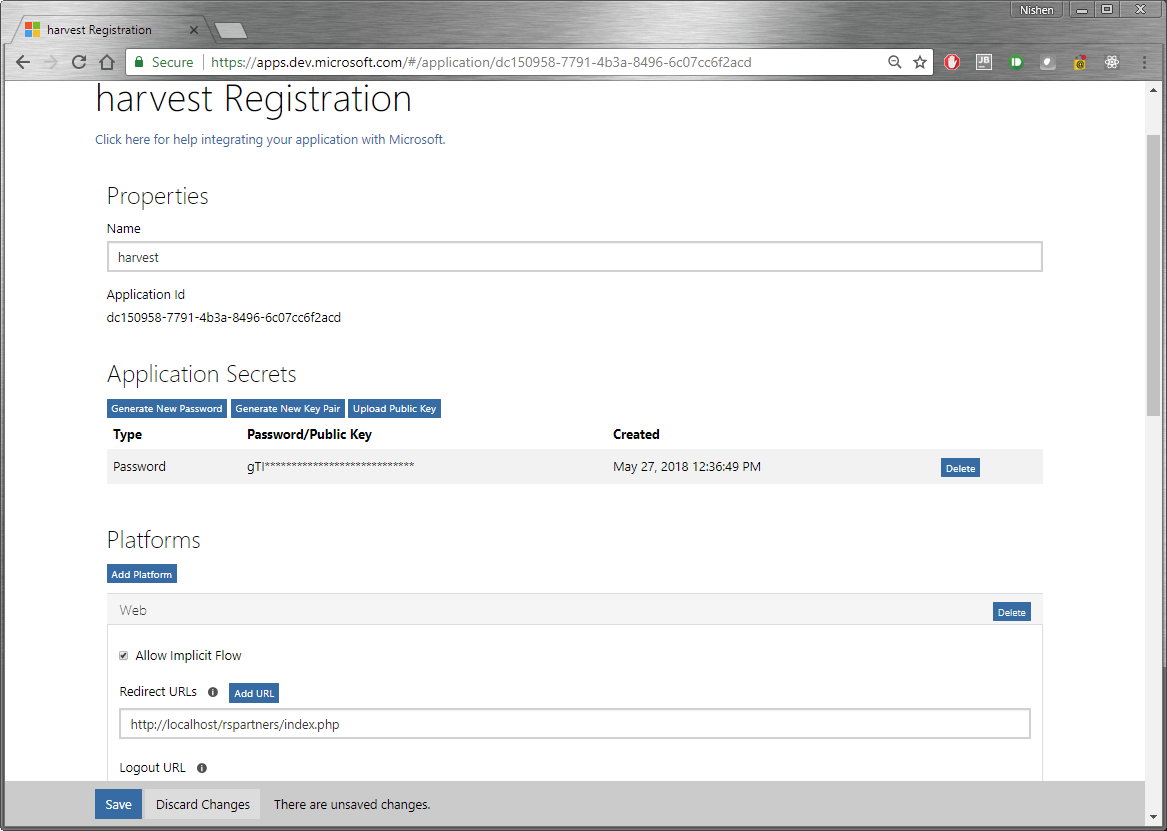 Nishen
harvest Registration
Secure https://apps.dev.microsoft.com/#/application/dc150958-7791-4b3a-8496-6c07cc6f2acd
JB
harvest Registration
Click here for help integrating your application with Microsoft.
Properties
Name
harvest
Application Id
dc150958-7791-4b3a-8496-6c07cc6f2acd
Application Secrets
Generate New Password Generate New Key Pair Upload Public Key
Type Password/Public Key Created
Password gTI**************************** May 27, 2018 12:36:49 PM Delete
Platforms
Add Platform
Web Delete
Allow Implicit Flow
Redirect URLs Add URL
http://localhost/rspartners/index.php
Logout URL
Save Discard Changes There are unsaved changes.